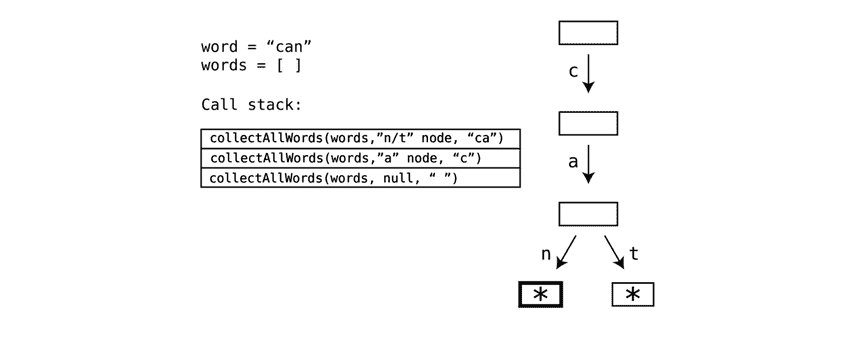 word = “can”
words = [ ]
Call stack:
collectAllWords(words,”n/t” node, “ca”)
collectAllWords(words,”a” node, “c”)
collectAllWords(words, null, “ ”)
c
a
n t
* *